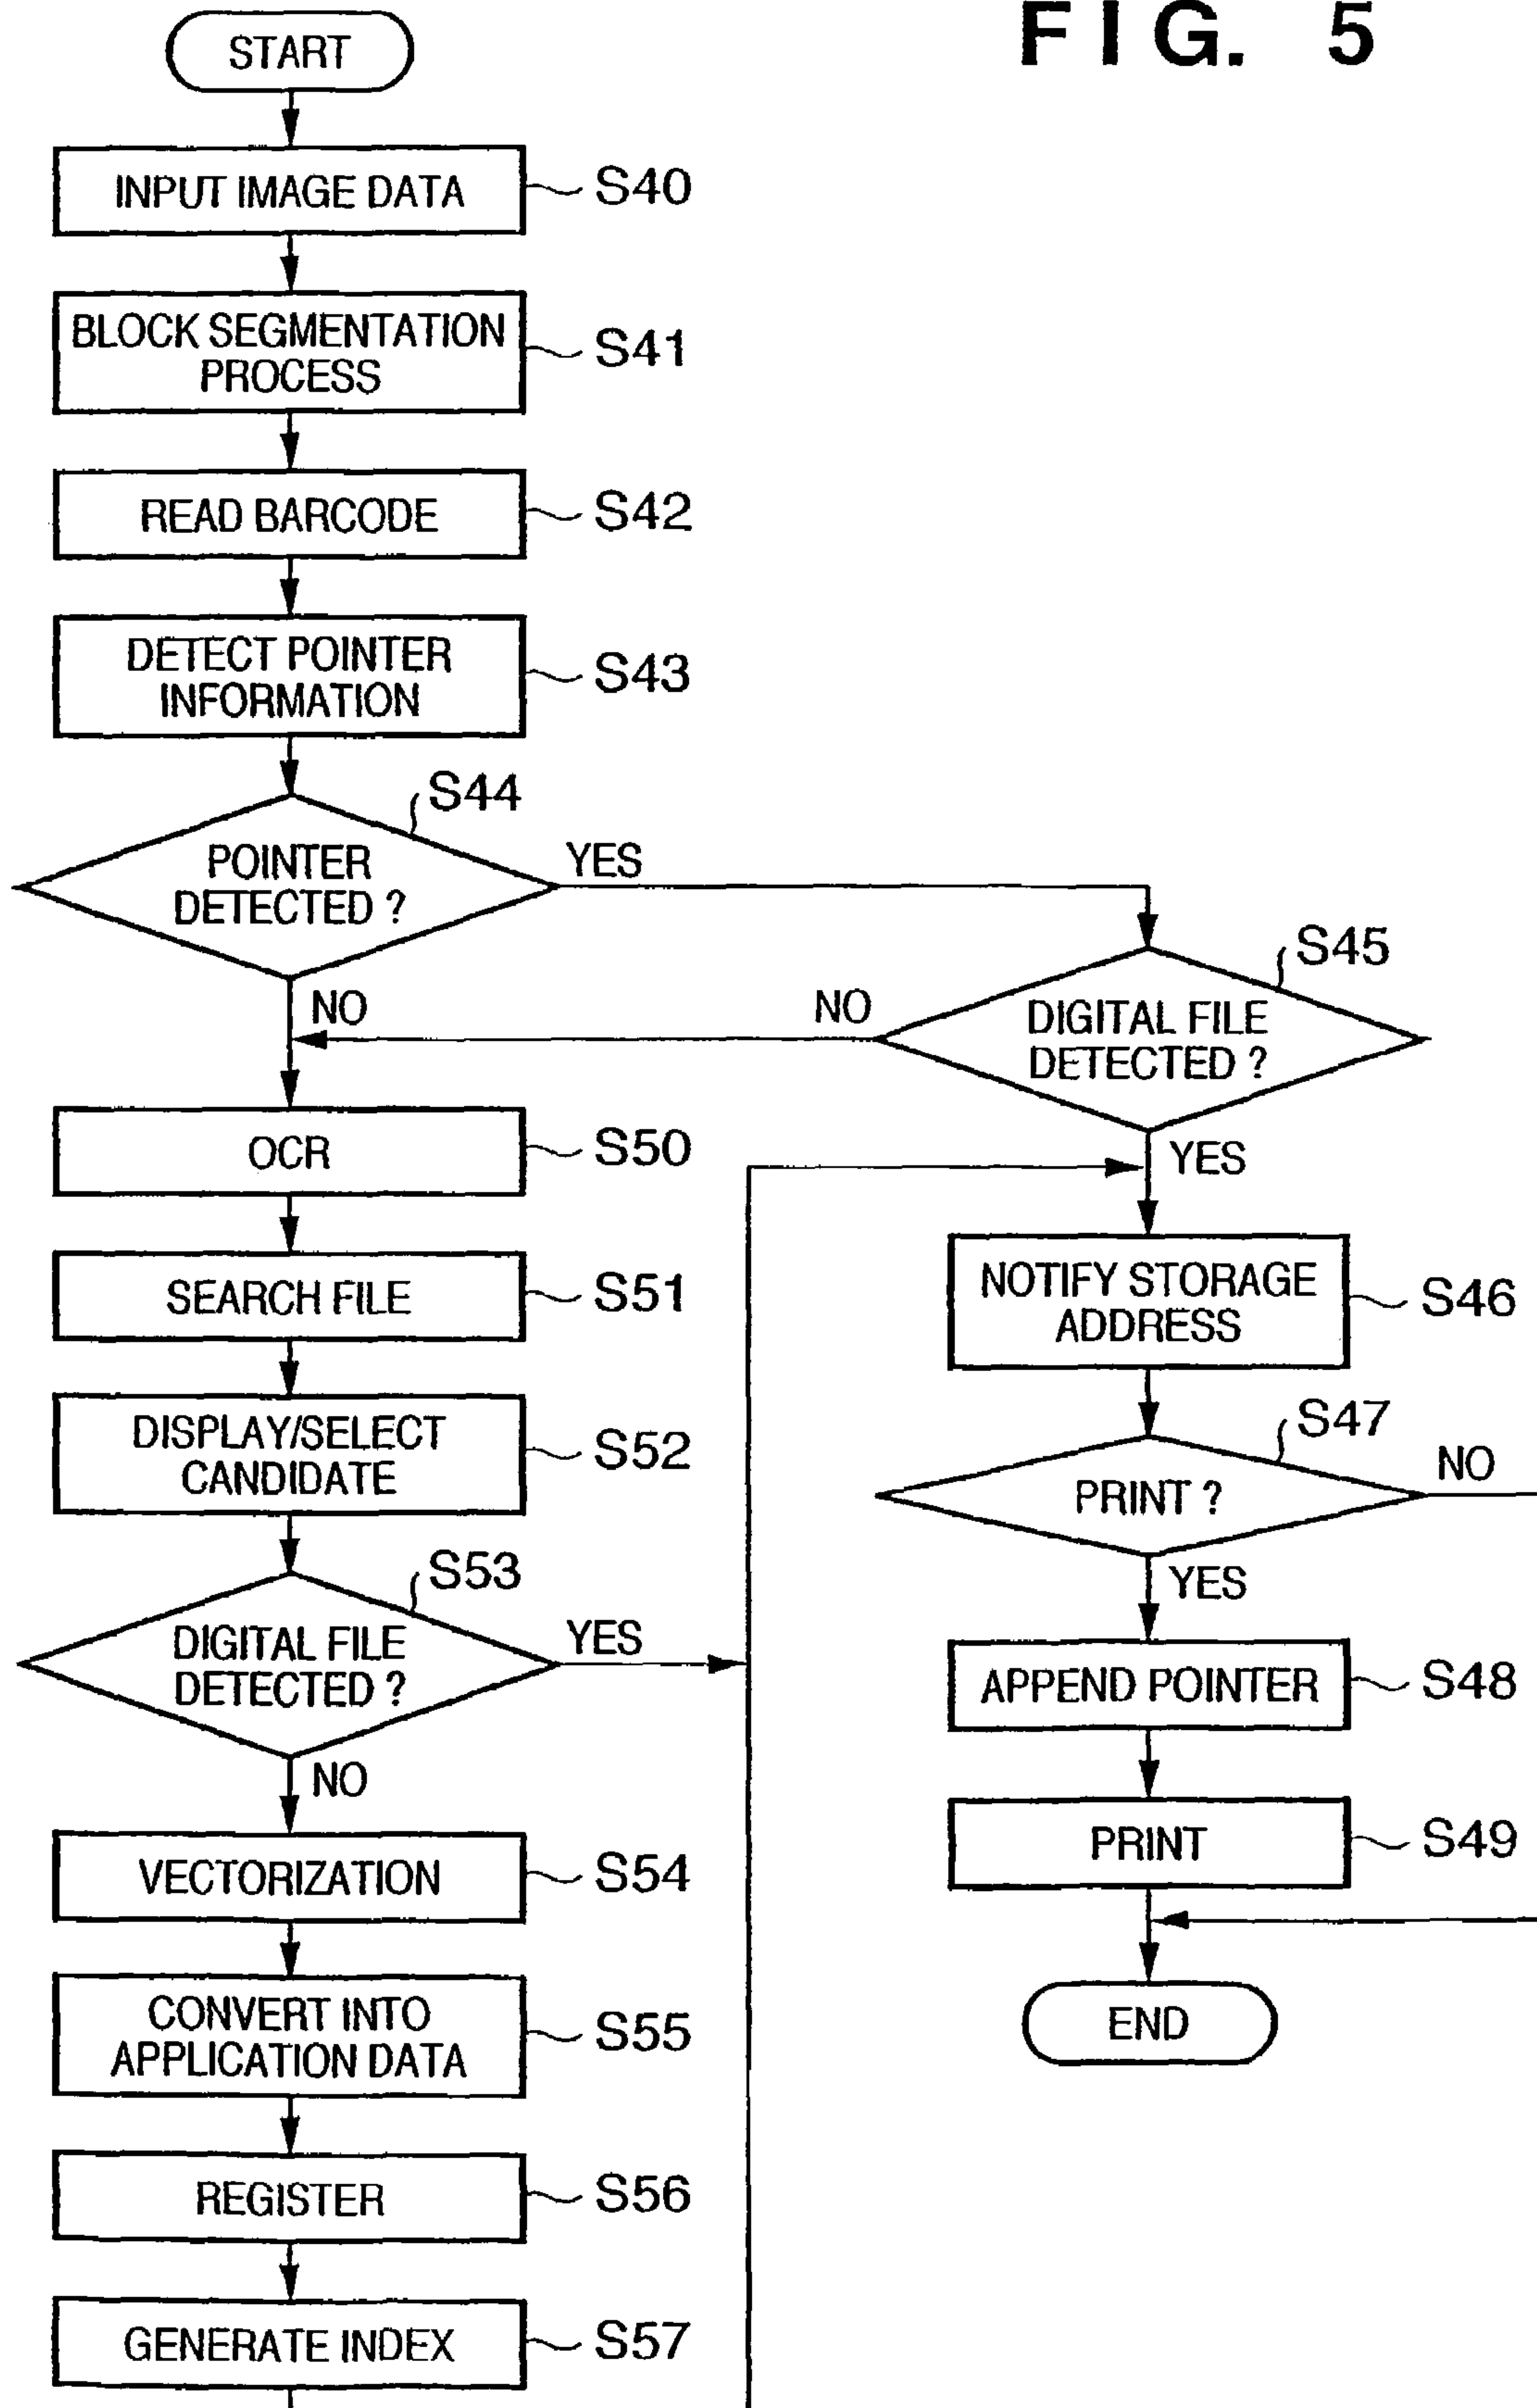 FIG. 5
START
INPUT IMAGE DATA
S40
BLOCK SEGMENTATION
PROCESS
S41
READ BARCODE
S42
DETECT POINTER
INFORMATION
S43
S44
POINTER
DETECTED ?
YES
NO
S45
DIGITAL FILE
DETECTED ?
NO
YES
OCR
S50
SEARCH FILE
S51
DISPLAY/SELECT
CANDIDATE
S52
S53
DIGITAL FILE
DETECTED ?
YES
NO
VECTORIZATION
S54
CONVERT INTO
APPLICATION DATA
S55
REGISTER
S56
GENERATE INDEX
S57
NOTIFY STORAGE
ADDRESS
S46
S47
PRINT ?
NO
YES
APPEND POINTER
S48
PRINT
S49
END